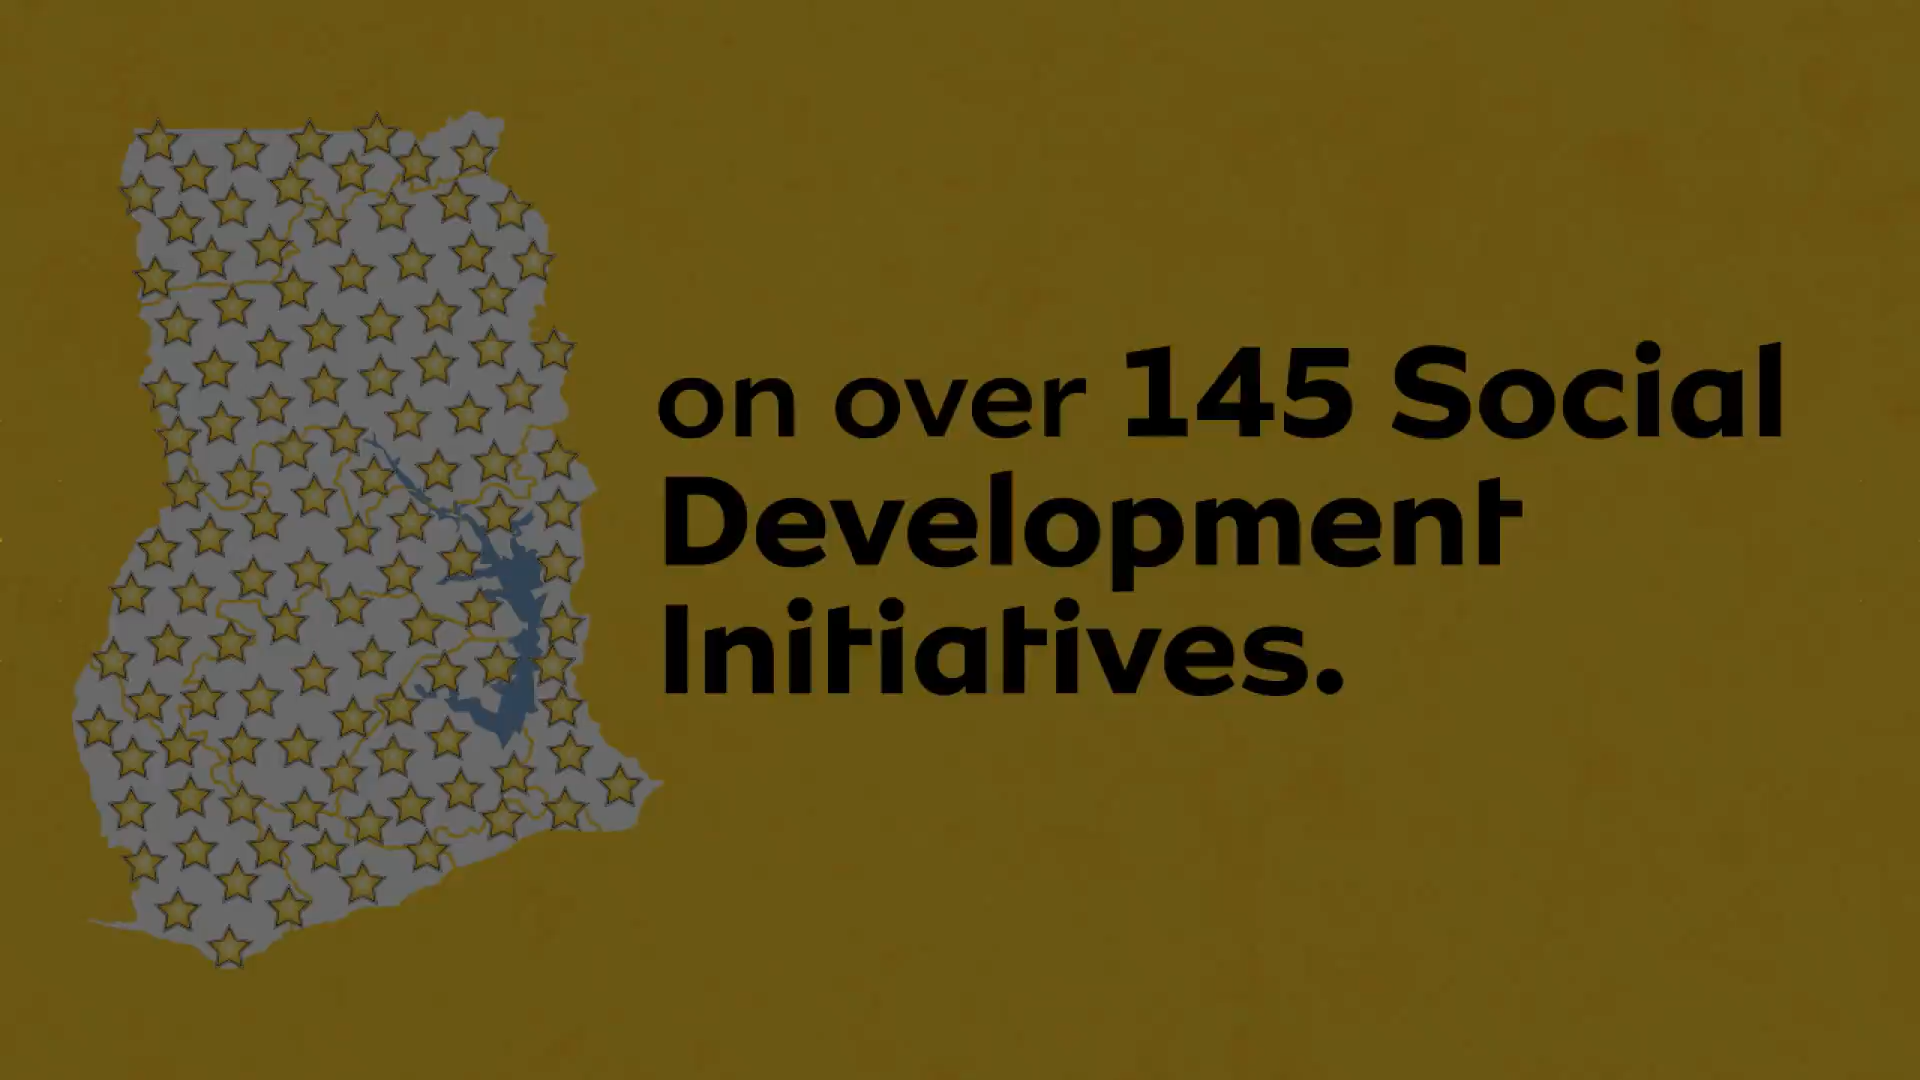 on over 145 Social
Development
Initiatives.